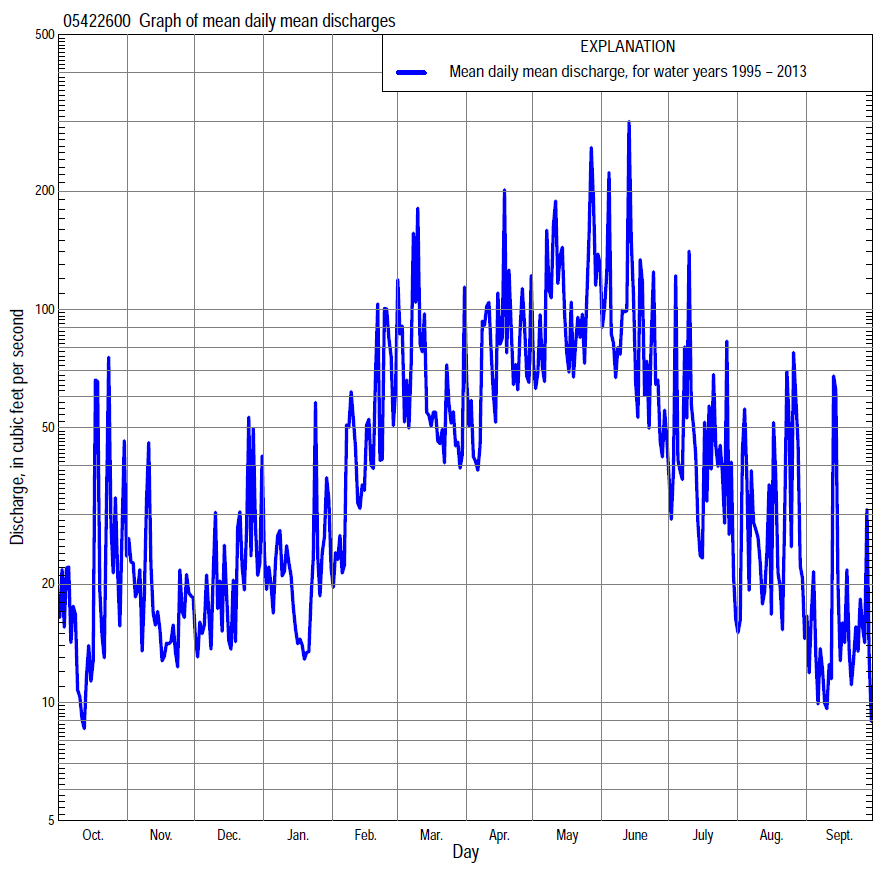 05422600 Graph of mean daily mean discharges
EXPLANATION
Mean daily mean discharge, for water years 1995 – 2013
Discharge, in cubic feet per second
500
200
100
50
20
10
5
Oct. Nov. Dec. Jan. Feb. Mar. Apr. May June July Aug. Sept.
Day